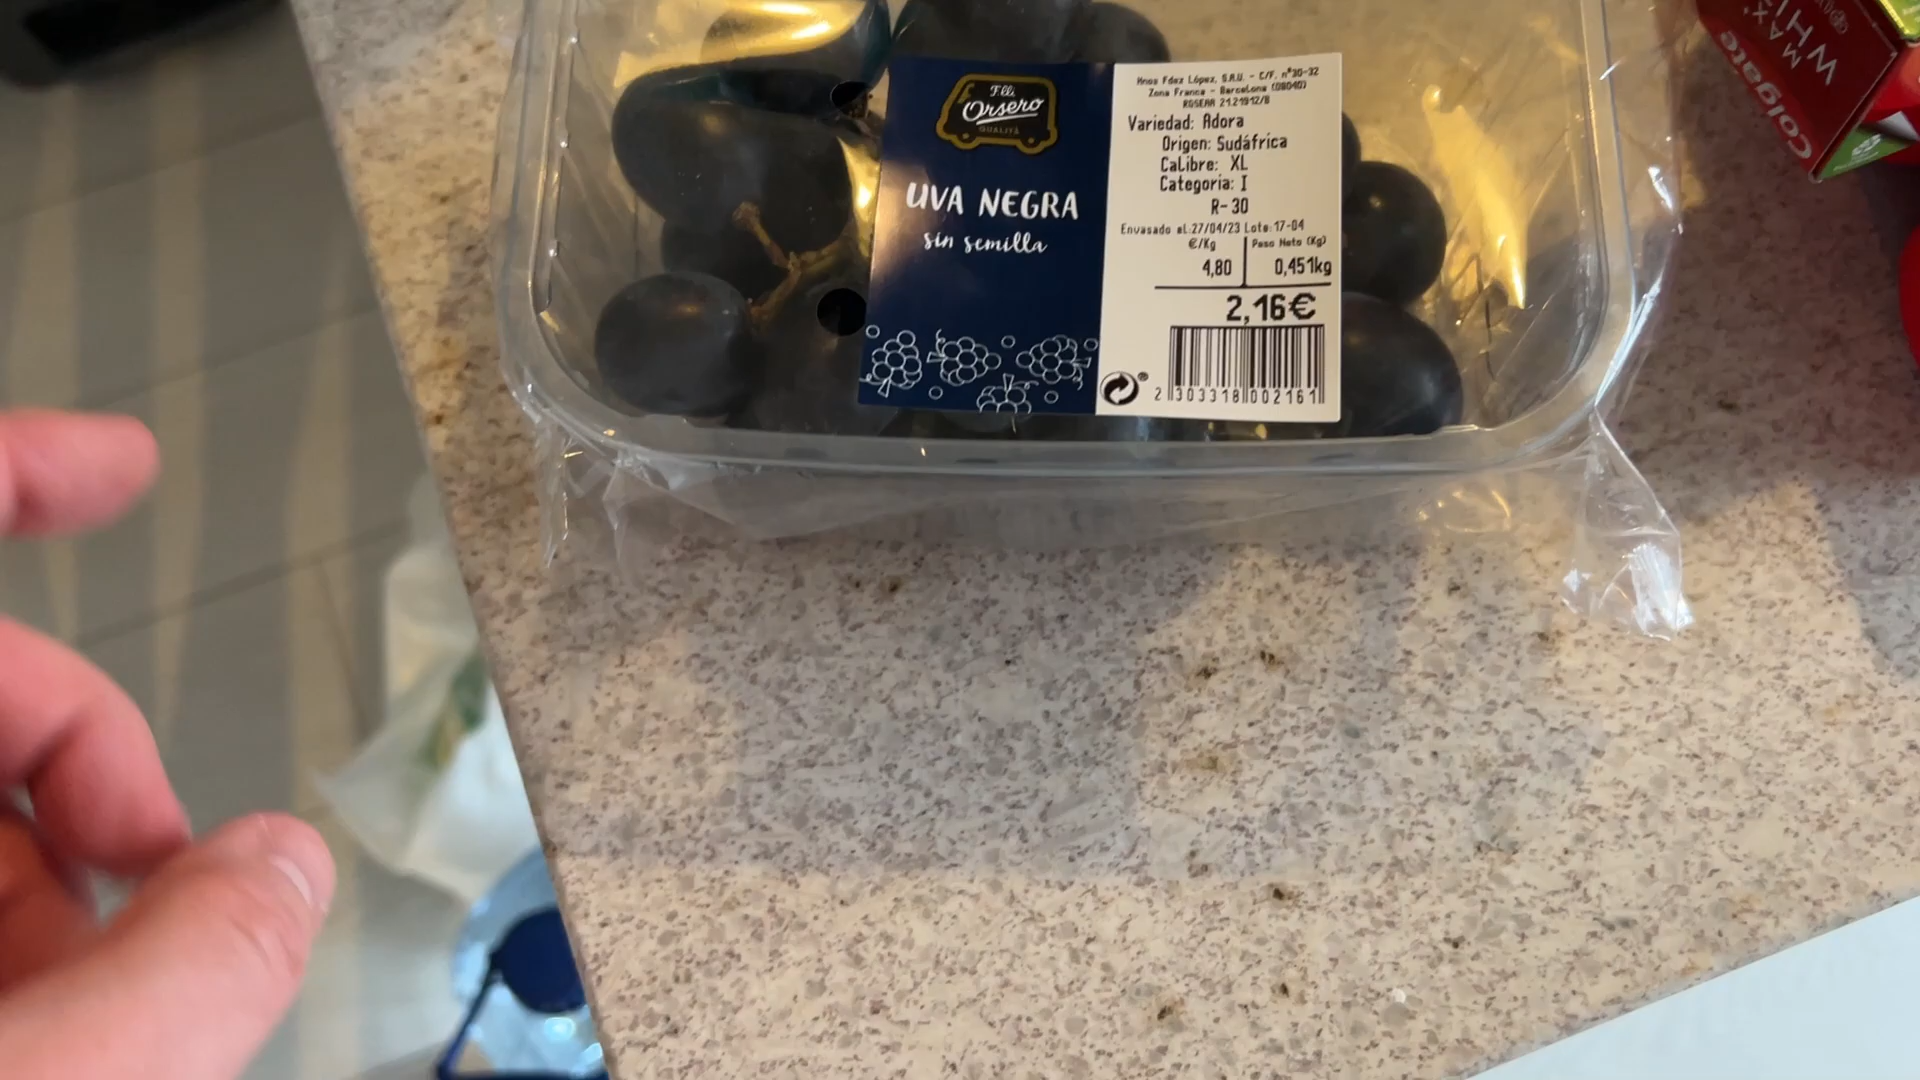 F.lli
Orsero
QUALITÀ
UVA NEGRA
sin semilla
Hnos Fdez López, S.A.U. - C/F, nº30-32
Zona Franca - Barcelona (08040)
RGSEAA 21.21912/B
Variedad: Adora
Origen: Sudáfrica
CaLibre: XL
Categoria: I
R-30
Envasado eL:27/04/23 Lote:17-04
€/Kg Peso Neto (Kg)
4,80 0,451kg
2,16€
2 303318 002161
Colgate
MAX
WHI